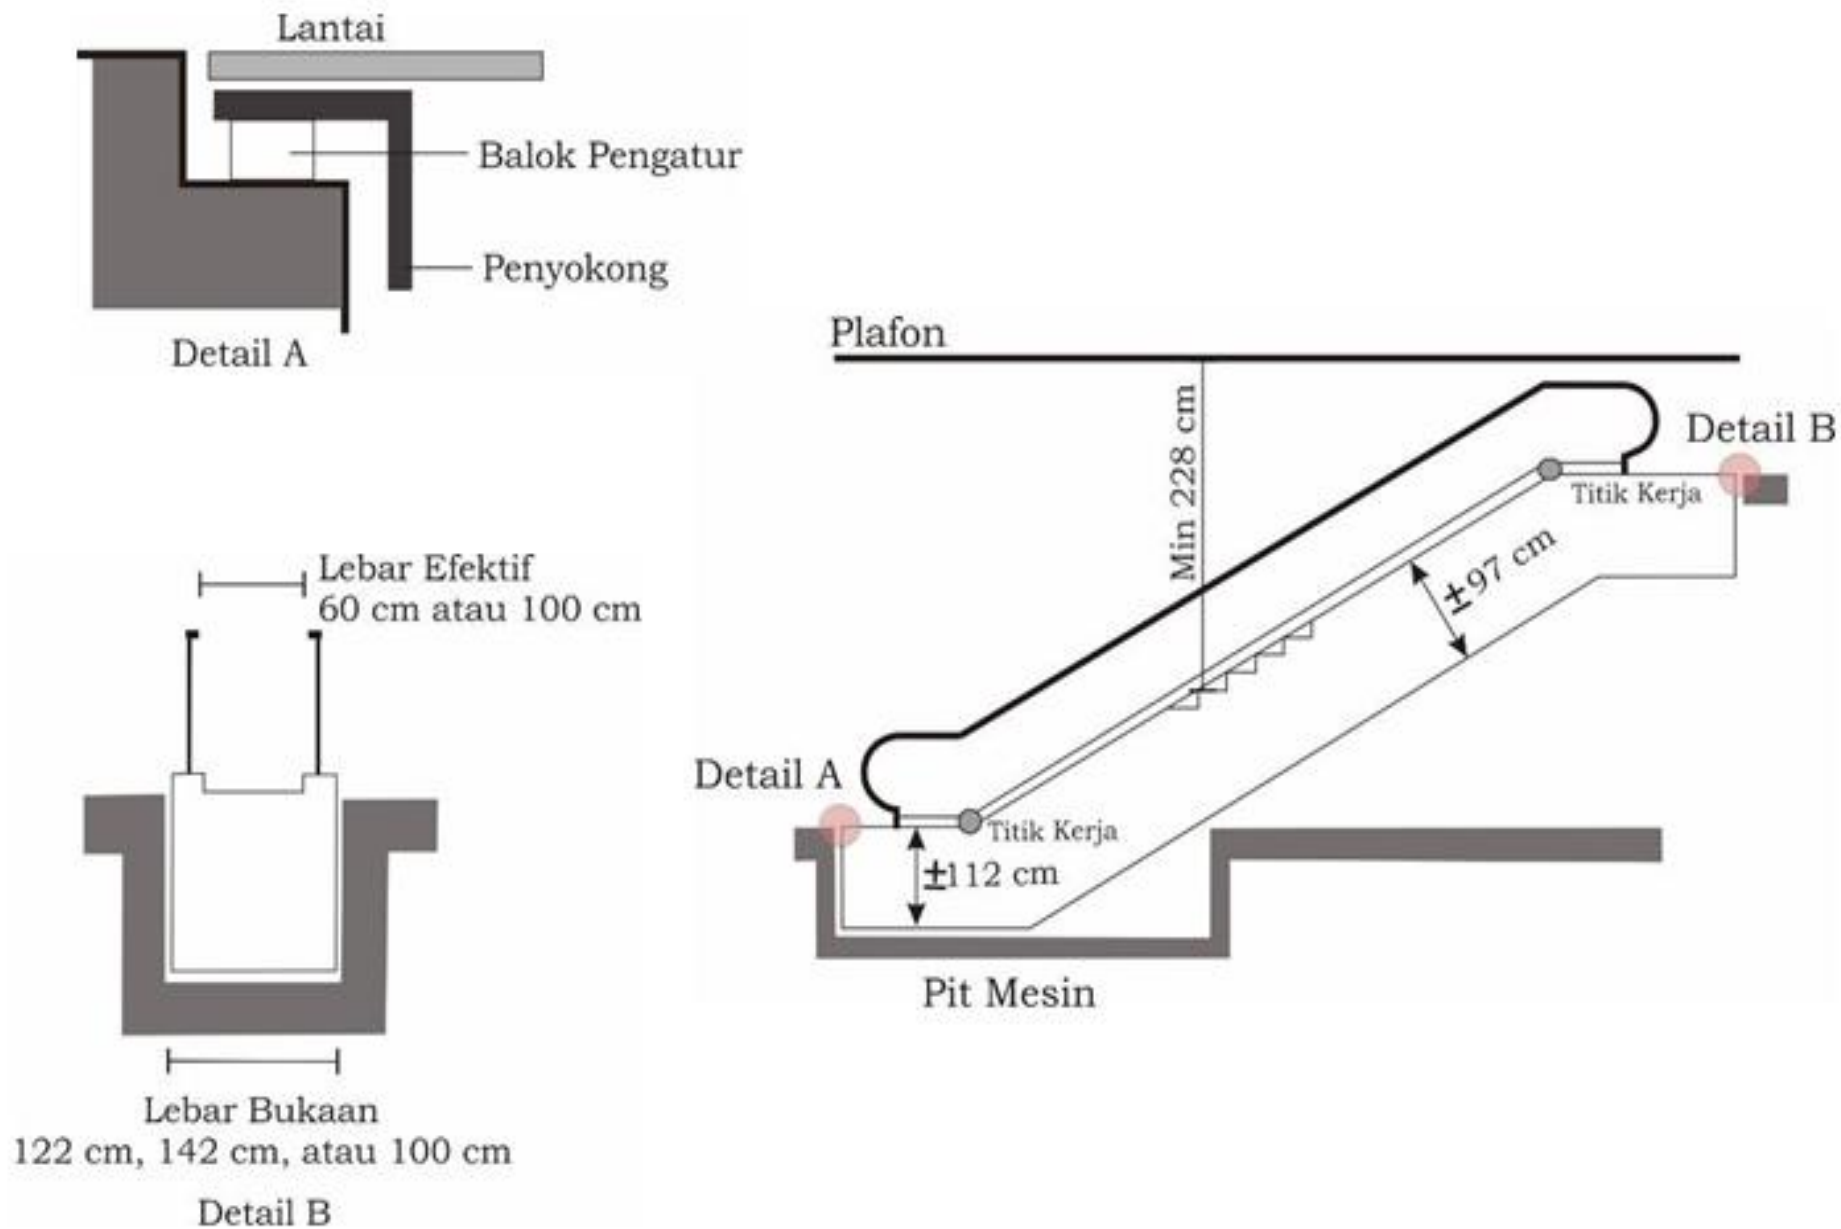 Lantai
Balok Pengatur
Penyokong
Detail A
Plafon
Min 228 cm
Detail B
Titik Kerja
±97 cm
Detail A
Titik Kerja
±112 cm
Pit Mesin
Lebar Efektif
60 cm atau 100 cm
Lebar Bukaan
122 cm, 142 cm, atau 100 cm
Detail B